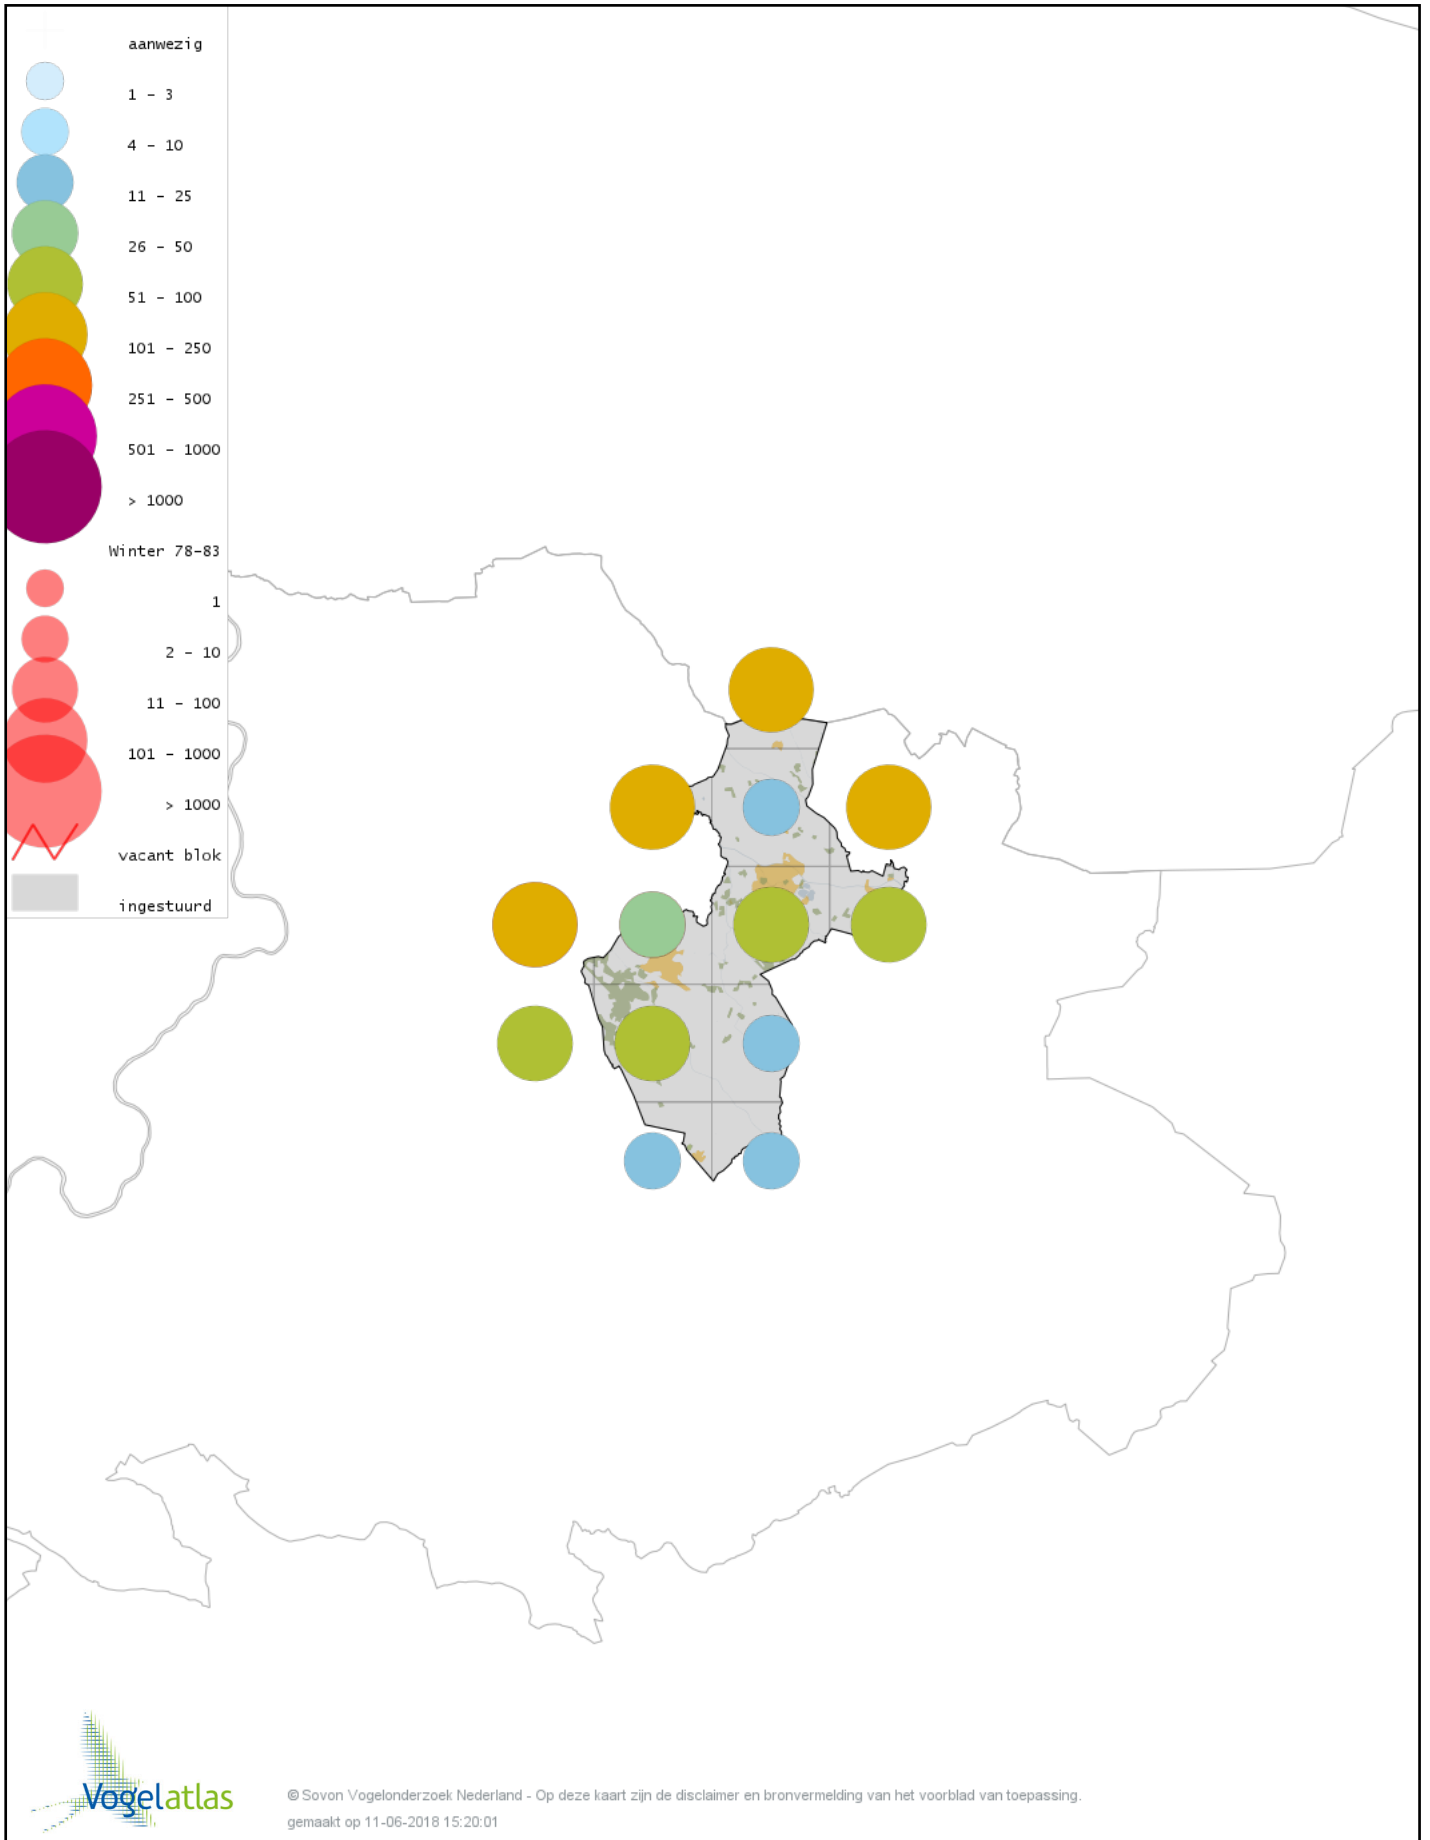 aanwezig
1 - 3
4 - 10
11 - 25
26 - 50
51 - 100
101 - 250
251 - 500
501 - 1000
> 1000
Winter 78-83
1
2 - 10
11 - 100
101 - 1000
> 1000
vacant blok
ingestuurd
Vogelatlas
© Sovon Vogelonderzoek Nederland - Op deze kaart zijn de disclaimer en bronvermelding van het voorblad van toepassing.
gemaakt op 11-06-2018 15:20:01